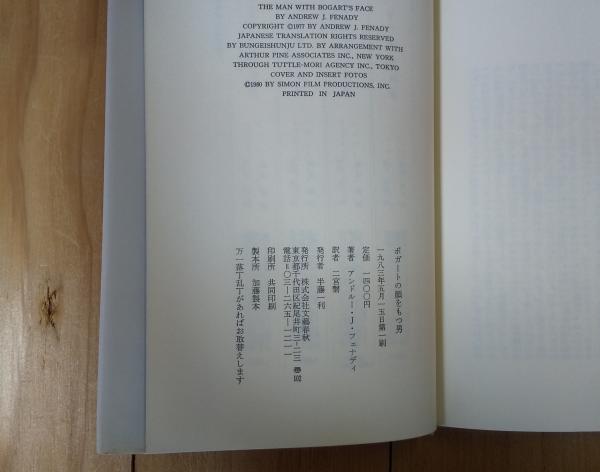 THE MAN WITH BOGART'S FACE
BY ANDREW J. FENADY
COPYRIGHT ©1977 BY ANDREW J. FENADY
JAPANESE TRANSLATION RIGHTS RESERVED
BY BUNGEISHUNJU LTD. BY ARRANGEMENT WITH
ARTHUR PINE ASSOCIATES INC., NEW YORK
THROUGH TUTTLE-MORI AGENCY INC., TOKYO
COVER AND INSERT FOTOS
©1980 BY SIMON FILM PRODUCTIONS, INC.
PRINTED IN JAPAN
ボガートの顔をもつ男
一九八三年五月一五日第一刷
定価 一四〇〇円
著者 アンドルー・J・フェナディ
訳者 二宮磬
発行者 半藤一利
発行所 株式会社文藝春秋
東京都千代田区紀尾井町三―二三 〒102
電話=〇三―二六五―一二一一
印刷所 共同印刷
製本所 加藤製本
万一落丁乱丁があればお取替えします